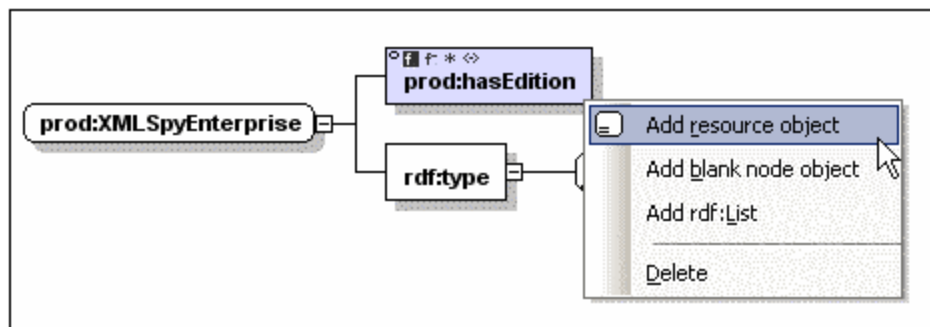 prod:hasEdition
prod:XMLSpyEnterprise
rdf:type
Add resource object
Add blank node object
Add rdf:List
Delete